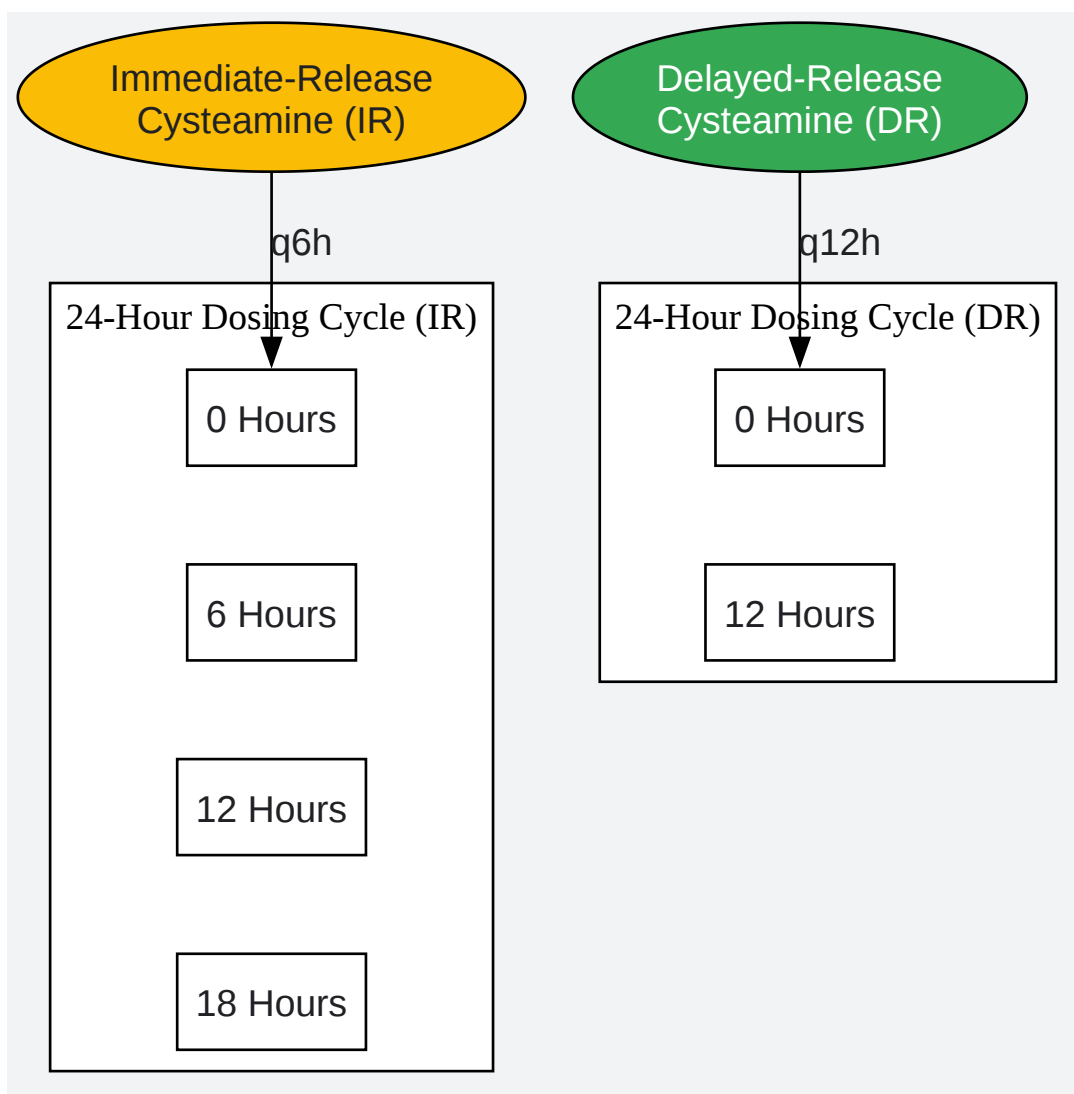 Immediate-Release
Cysteamine (IR)
q6h
24-Hour Dosing Cycle (IR)
0 Hours
6 Hours
12 Hours
18 Hours
Delayed-Release
Cysteamine (DR)
q12h
24-Hour Dosing Cycle (DR)
0 Hours
12 Hours